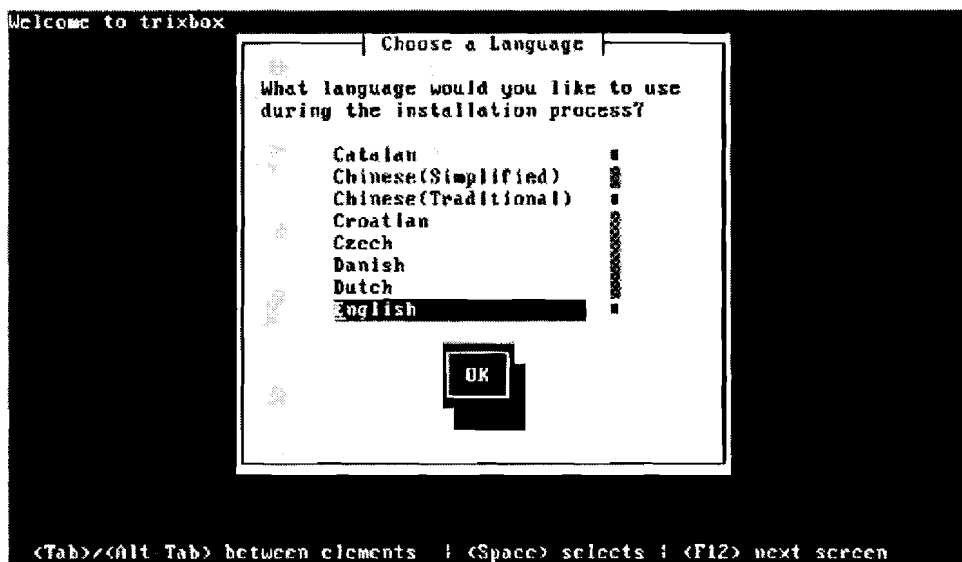 Welcome to trixbox
Choose a Language
What language would you like to use
during the installation process?
Catalan
Chinese(Simplified)
Chinese(Traditional)
Croatian
Czech
Danish
Dutch
English
OK
<Tab>/<Alt-Tab> between elements | <Space> selects | <F12> next screen